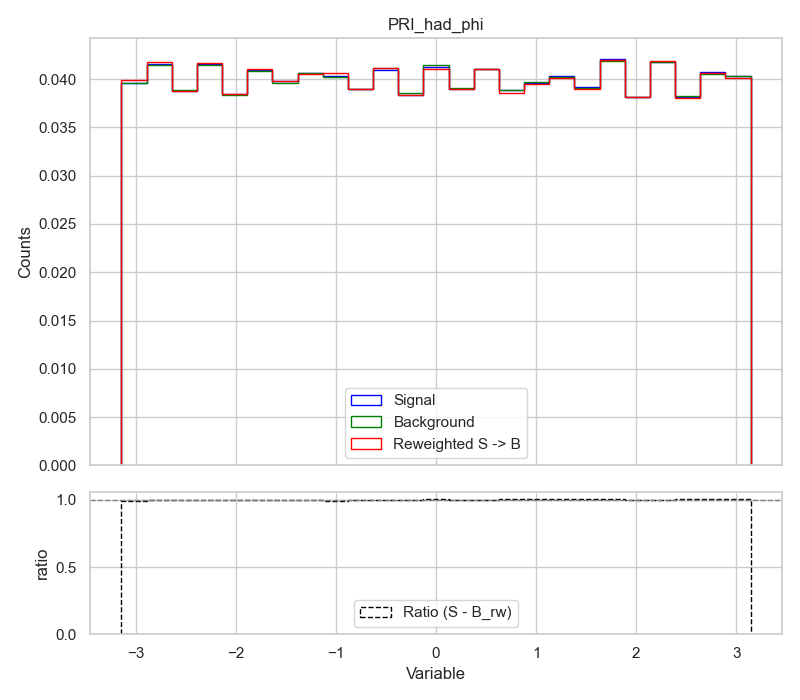 PRI_had_phi
0.040
0.035
0.030
0.025
0.020
0.015
0.010
0.005
0.000
Counts
Signal
Background
Reweighted S -> B
1.0
0.5
0.0
ratio
Ratio (S - B_rw)
−3 −2 −1 0 1 2 3
Variable